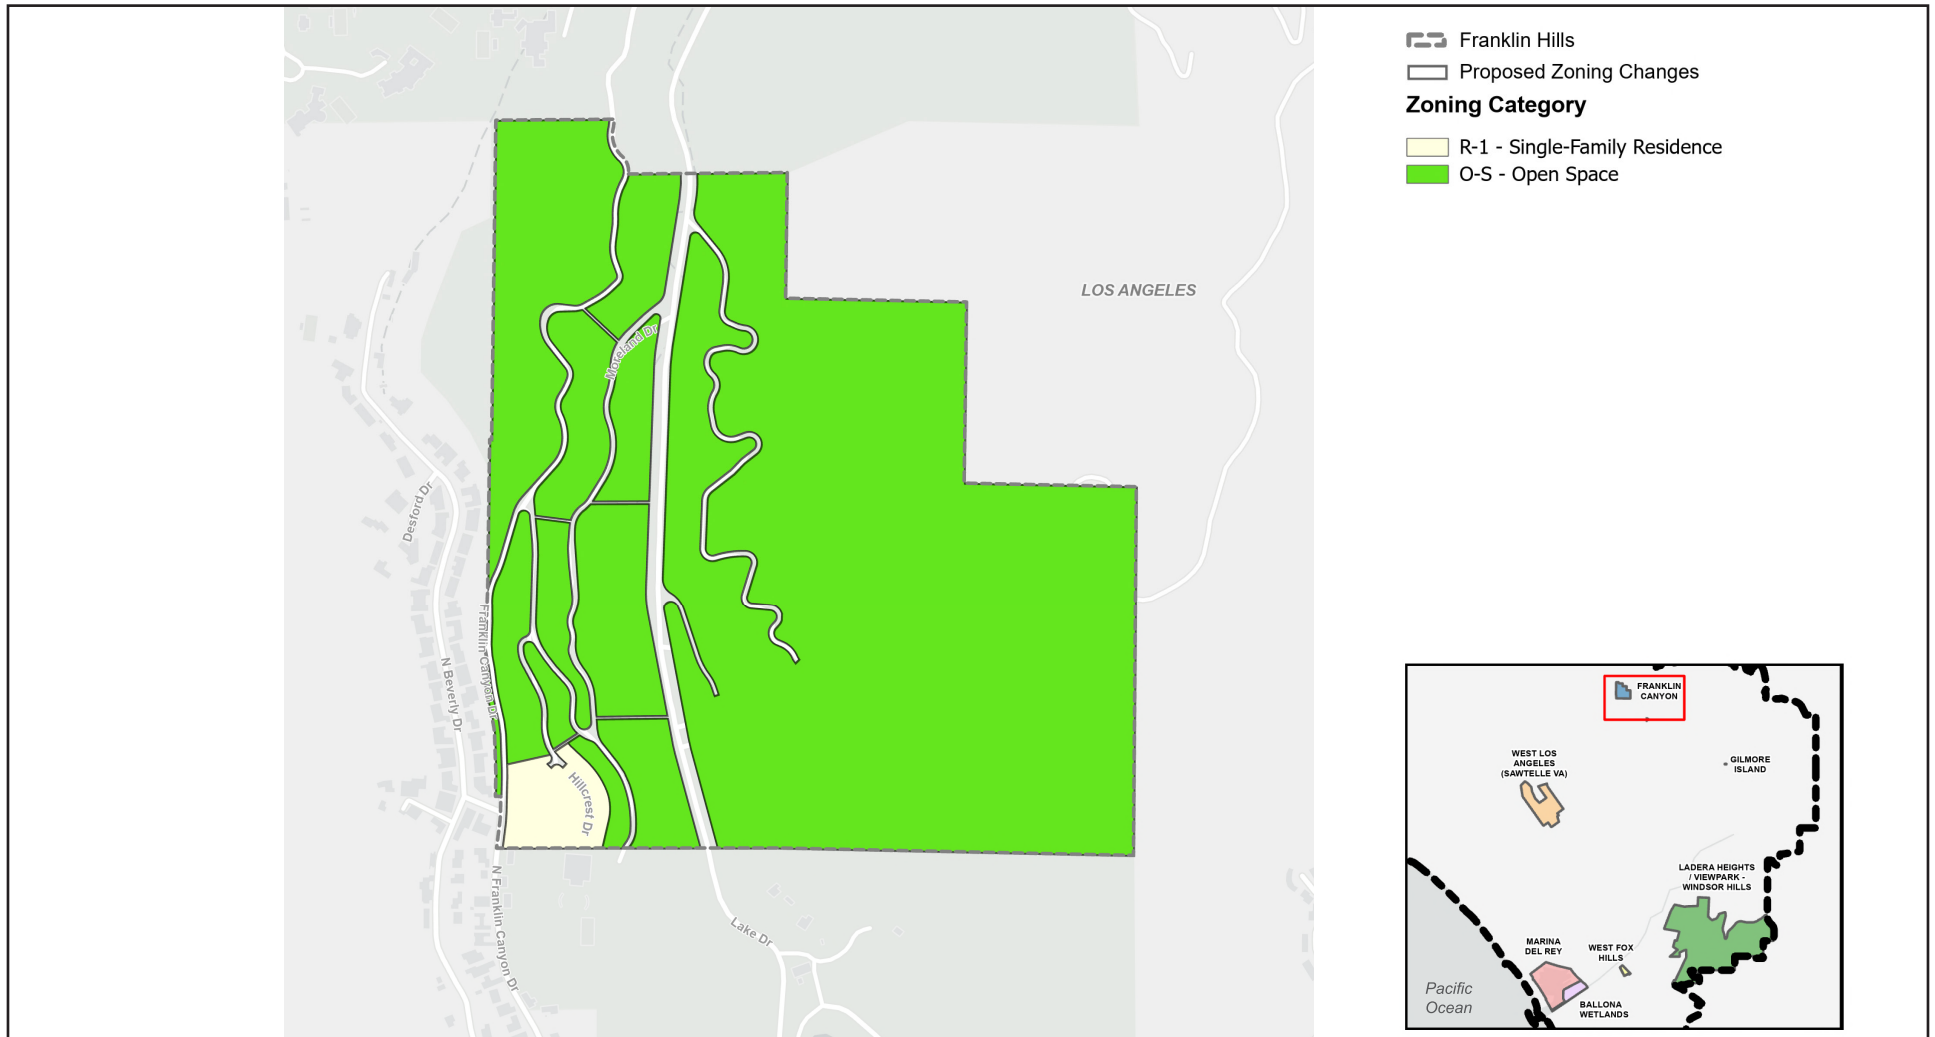 Franklin Hills
Proposed Zoning Changes
Zoning Category
R-1 - Single-Family Residence
O-S - Open Space
LOS ANGELES
Moreland Dr
Desford Dr
Franklin Canyon Dr
N Beverly Dr
Hillcrest Dr
N Franklin Canyon Dr
Lake Dr
FRANKLIN
CANYON
WEST LOS
ANGELES
(SAWTELLE VA)
GILMORE
ISLAND
LADERA HEIGHTS
/ VIEWPARK -
WINDSOR HILLS
MARINA
DEL REY
WEST FOX
HILLS
BALLONA
WETLANDS
Pacific
Ocean